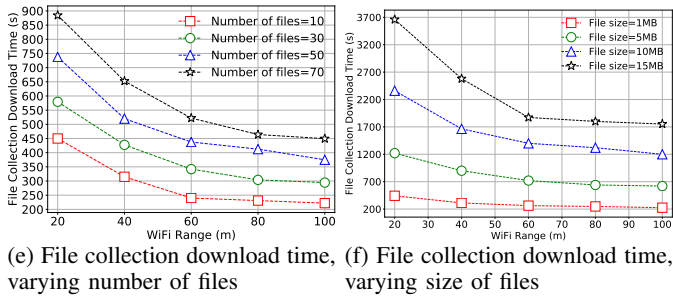 File Collection Download Time (s)
900
850
800
750
700
650
600
550
500
450
400
350
300
250
200
20
40
60
80
100
WiFi Range (m)
Number of files=10
Number of files=30
Number of files=50
Number of files=70
(e) File collection download time,
varying number of files
File Collection Download Time (s)
3700
3200
2700
2200
1700
1200
700
200
20
30
40
50
60
70
80
90
100
WiFi Range (m)
File size=1MB
File size=5MB
File size=10MB
File size=15MB
(f) File collection download time,
varying size of files